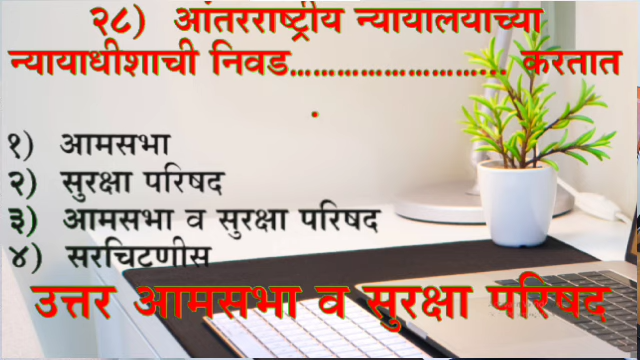 २८) आंतरराष्ट्रीय न्यायालयाच्या
न्यायाधीशाची निवड........................... करतात
.
१) आमसभा
२) सुरक्षा परिषद
३) आमसभा व सुरक्षा परिषद
४) सरचिटणीस
उत्तर आमसभा व सुरक्षा परिषद